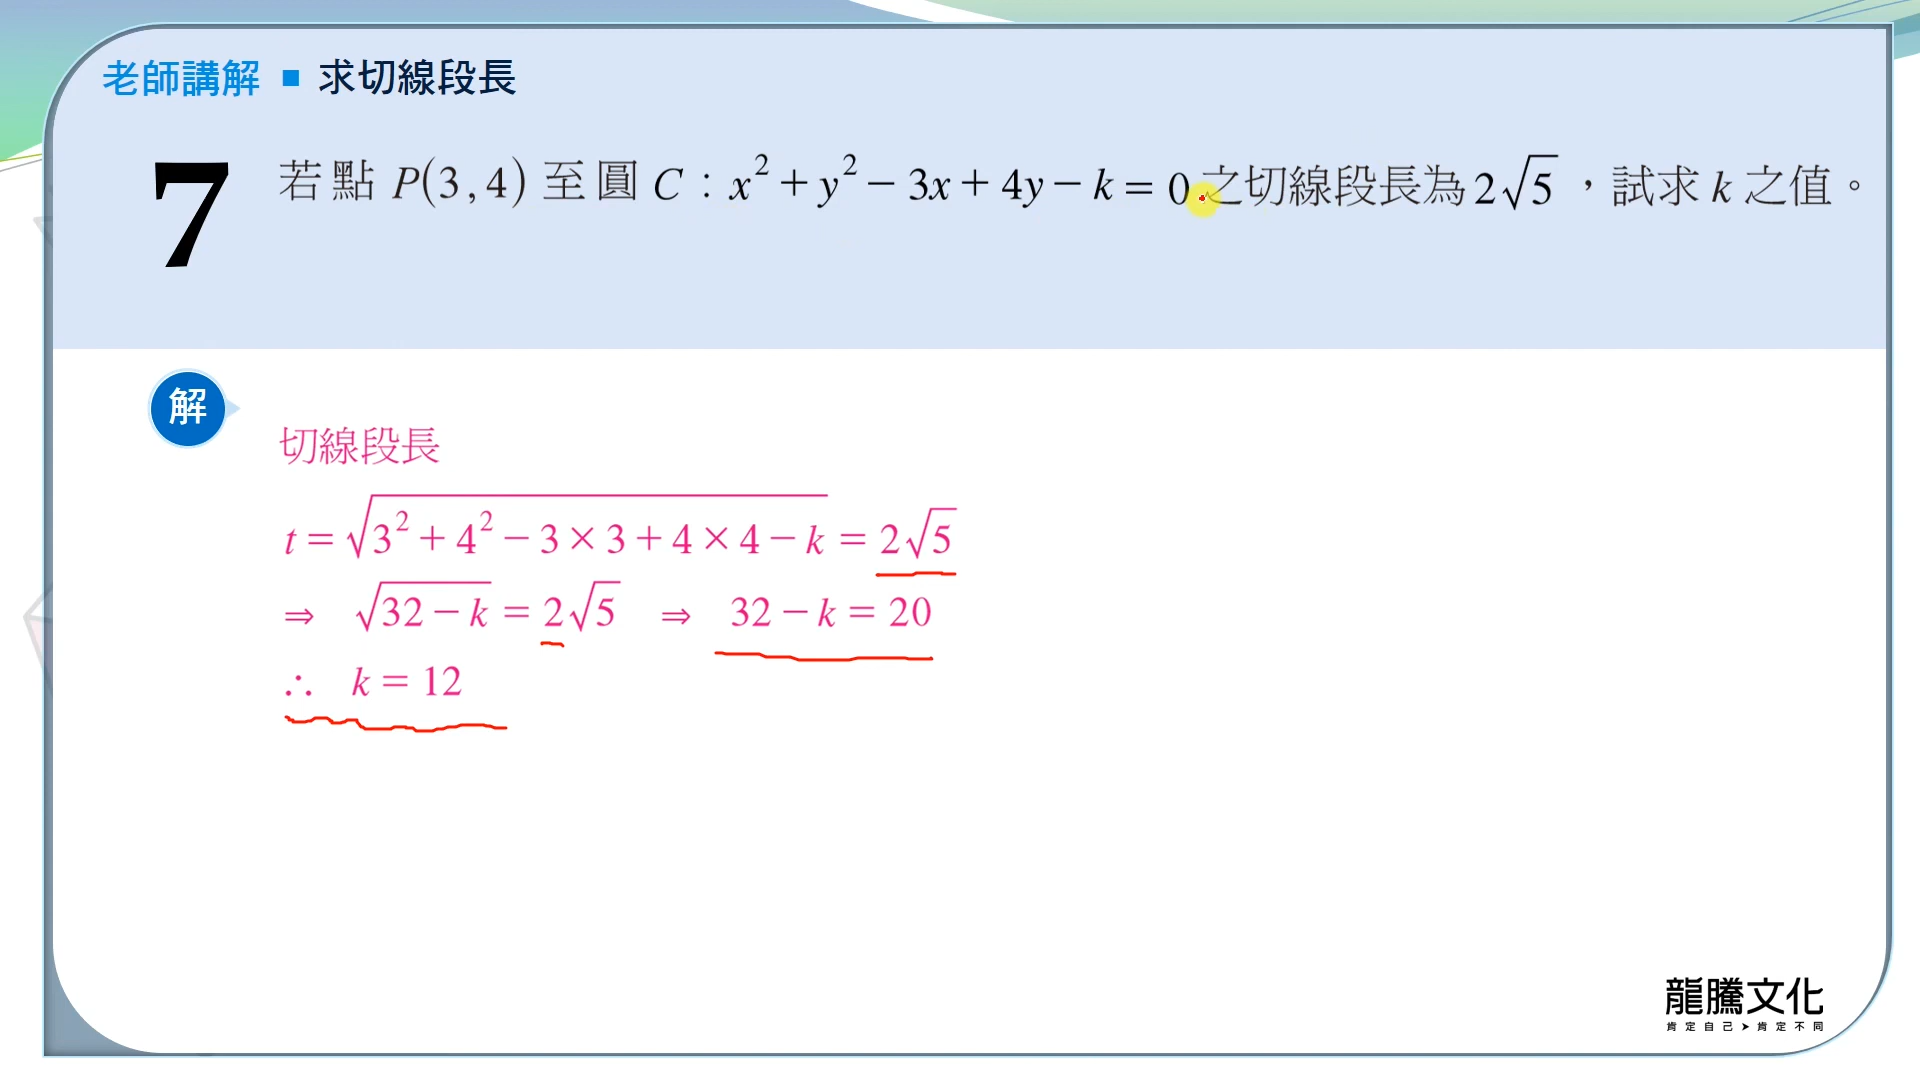 老師講解 ■ 求切線段長
7 若點 P(3,4) 至圓 C：x²+y²−3x+4y−k=0 之切線段長為 2√5，試求 k 之值。
解
切線段長
t=√(3²+4²−3×3+4×4−k)=2√5
⇒ √(32−k)=2√5 ⇒ 32−k=20
∴ k=12
龍騰文化
肯定自己➤肯定不同